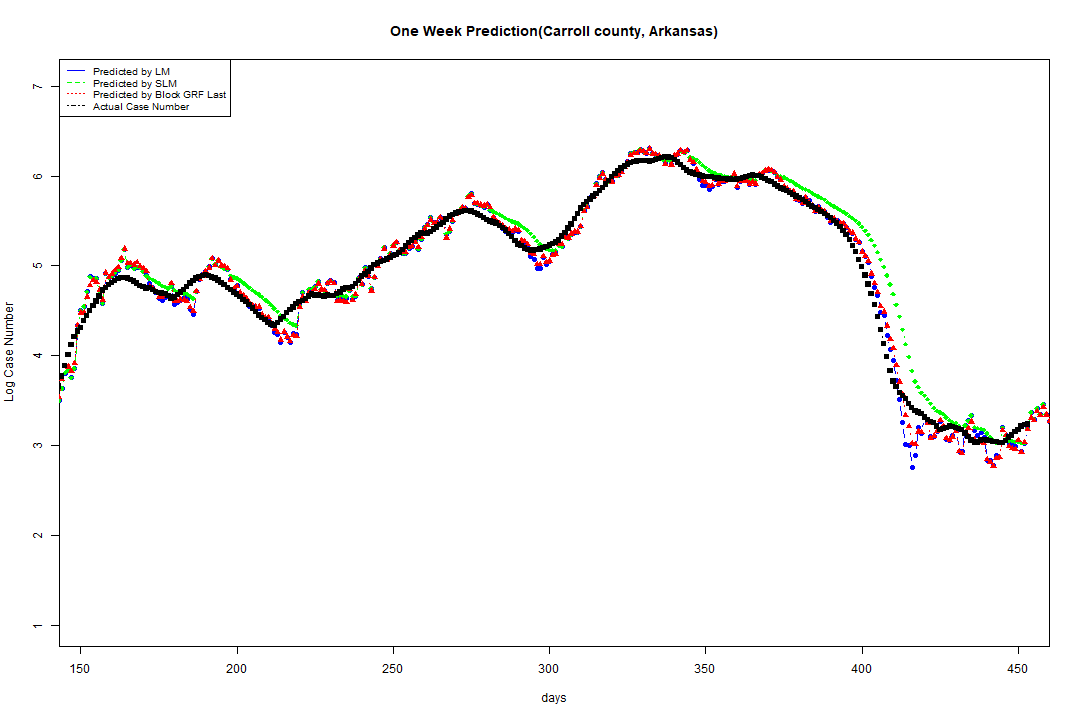 One Week Prediction(Carroll county, Arkansas)
Predicted by LM
Predicted by SLM
Predicted by Block GRF Last
Actual Case Number
7
6
5
4
3
2
1
Log Case Number
150 200 250 300 350 400 450
days